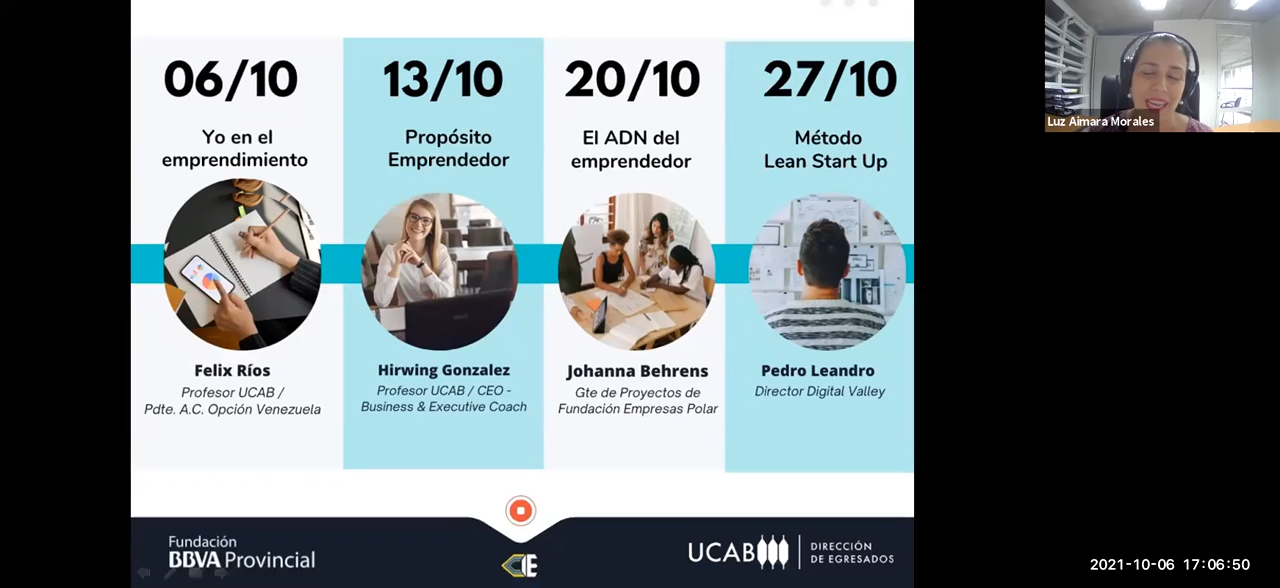 06/10
Yo en el
emprendimiento
Felix Ríos
Profesor UCAB /
Pdte. A.C. Opción Venezuela
13/10
Propósito
Emprendedor
Hirwing Gonzalez
Profesor UCAB / CEO -
Business & Executive Coach
20/10
El ADN del
emprendedor
Johanna Behrens
Gte de Proyectos de
Fundación Empresas Polar
27/10
Método
Lean Start Up
Pedro Leandro
Director Digital Valley
Luz Aimara Morales
Fundación
BBVA Provincial
CIE
UCAB
DIRECCIÓN
DE EGRESADOS
2021-10-06 17:06:50